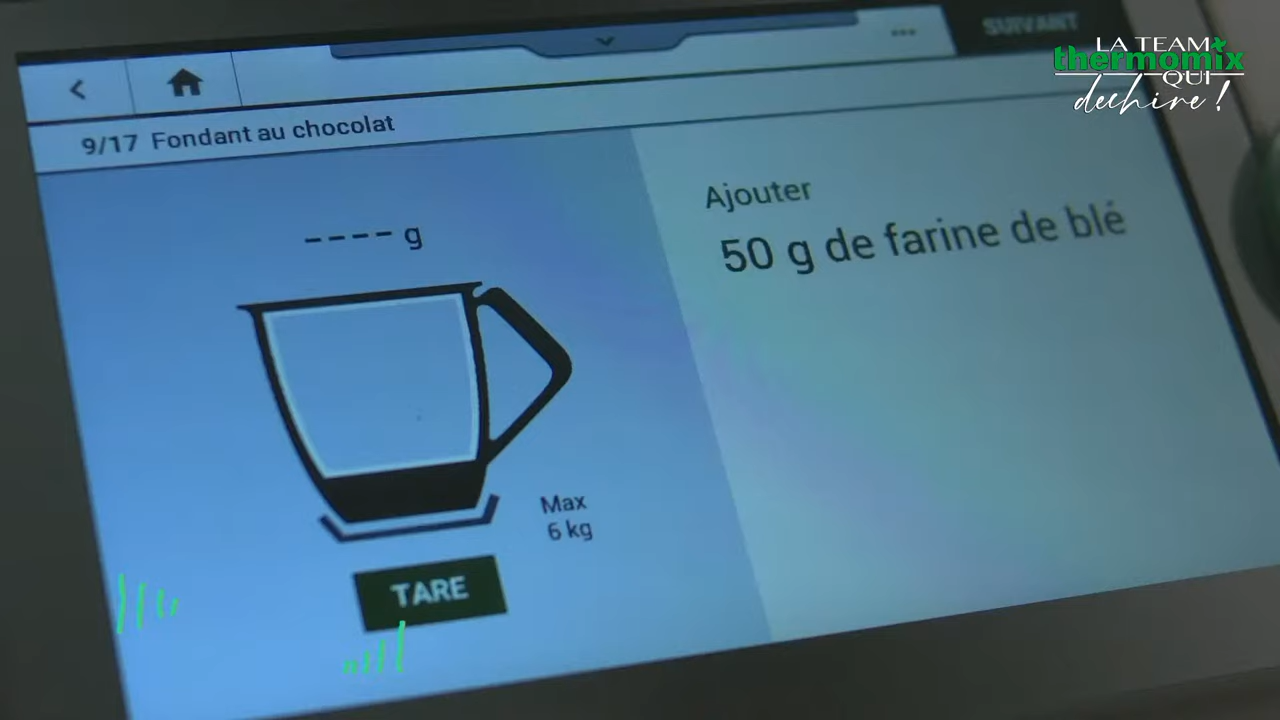 SUIVANT
LA TEAM
thermomix
QUI
déchire !
9/17 Fondant au chocolat
---- g
Ajouter
50 g de farine de blé
Max
6 kg
TARE